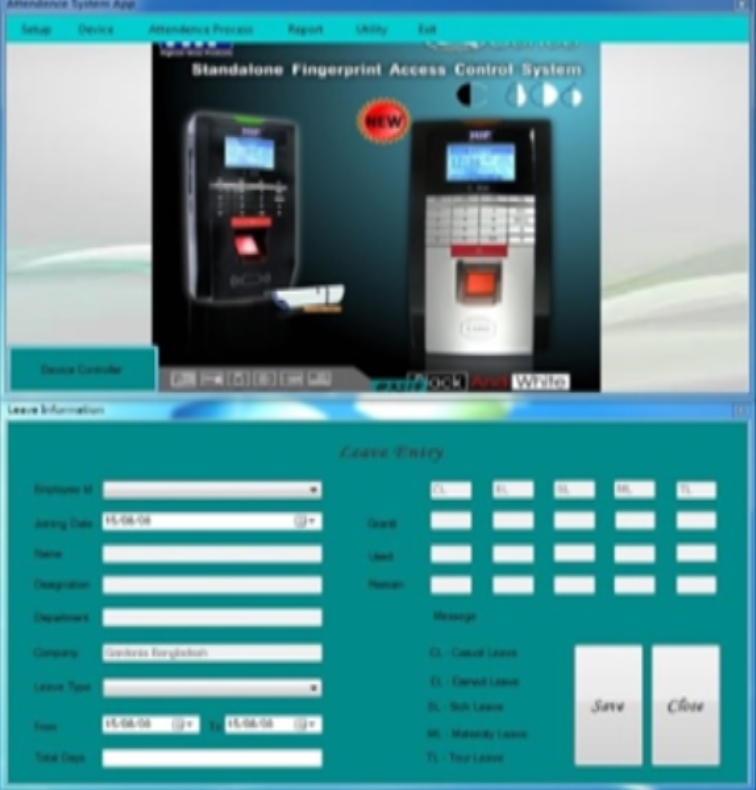 Attendence System App
Setup Device Attendence Process Report Utility Exit
Standalone Fingerprint Access Control System
NEW
Device Controller
Black And White
Leave Information
Leave Entry
Employee Id CL EL SL ML TL
Joining Date 15/08/08 Grant
Name Used
Designation Remain
Department Message
Company Bangladesh CL - Casual Leave
Leave Type EL - Earned Leave
SL - Sick Leave
From 15/08/08 To 15/08/08 ML - Maternity Leave
Total Days TL - Tour Leave
Save Close